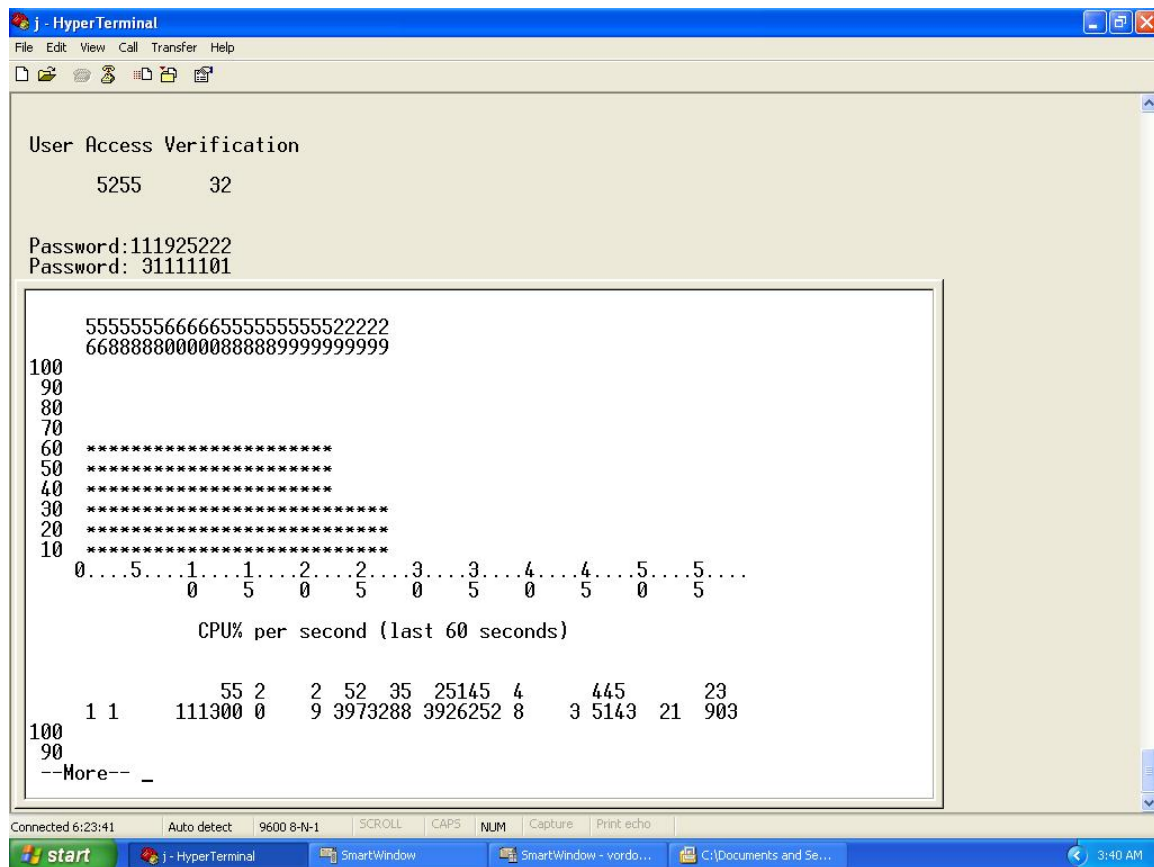 j - HyperTerminal
File Edit View Call Transfer Help
User Access Verification
5255 32
Password:111925222
Password: 31111101
555555566666655555555522222
668888800000888889999999999
100
90
80
70
60 **********************
50 **********************
40 **********************
30 ***************************
20 ***************************
10 ***************************
0....5....1....1....2....2....3....3....4....4....5....5....
0 5 0 5 0 5 0 5 0 5
CPU% per second (last 60 seconds)
55 2 2 52 35 25145 4 445 23
1 1 111300 0 9 3973288 3926252 8 3 5143 21 903
100
90
--More-- _
Connected 6:23:41 Auto detect 9600 8-N-1 SCROLL CAPS NUM Capture Print echo
start j - HyperTerminal SmartWindow SmartWindow - vordo... C:\Documents and Se... 3:40 AM